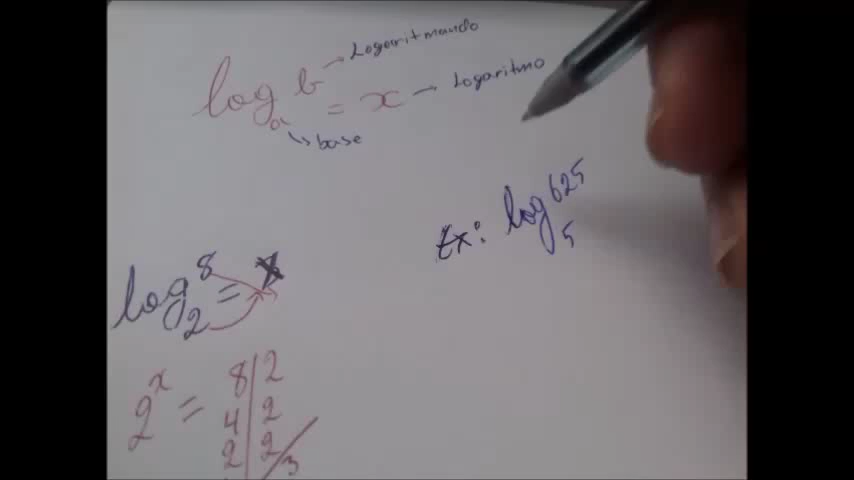 log b → Logaritmando
a = x → Logaritmo
↳ base
Ex: log 625
5
log 8 = x
2
2^x = 8 | 2
4 | 2
2 | 2 / 3